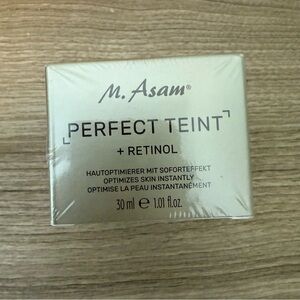 M. Asam®
PERFECT TEINT
+ RETINOL
HAUTOPTIMIERER MIT SOFORTEFFEKT
OPTIMIZES SKIN INSTANTLY
OPTIMISE LA PEAU INSTANTANÉMENT
30 ml ℮ 1.01 fl.oz.